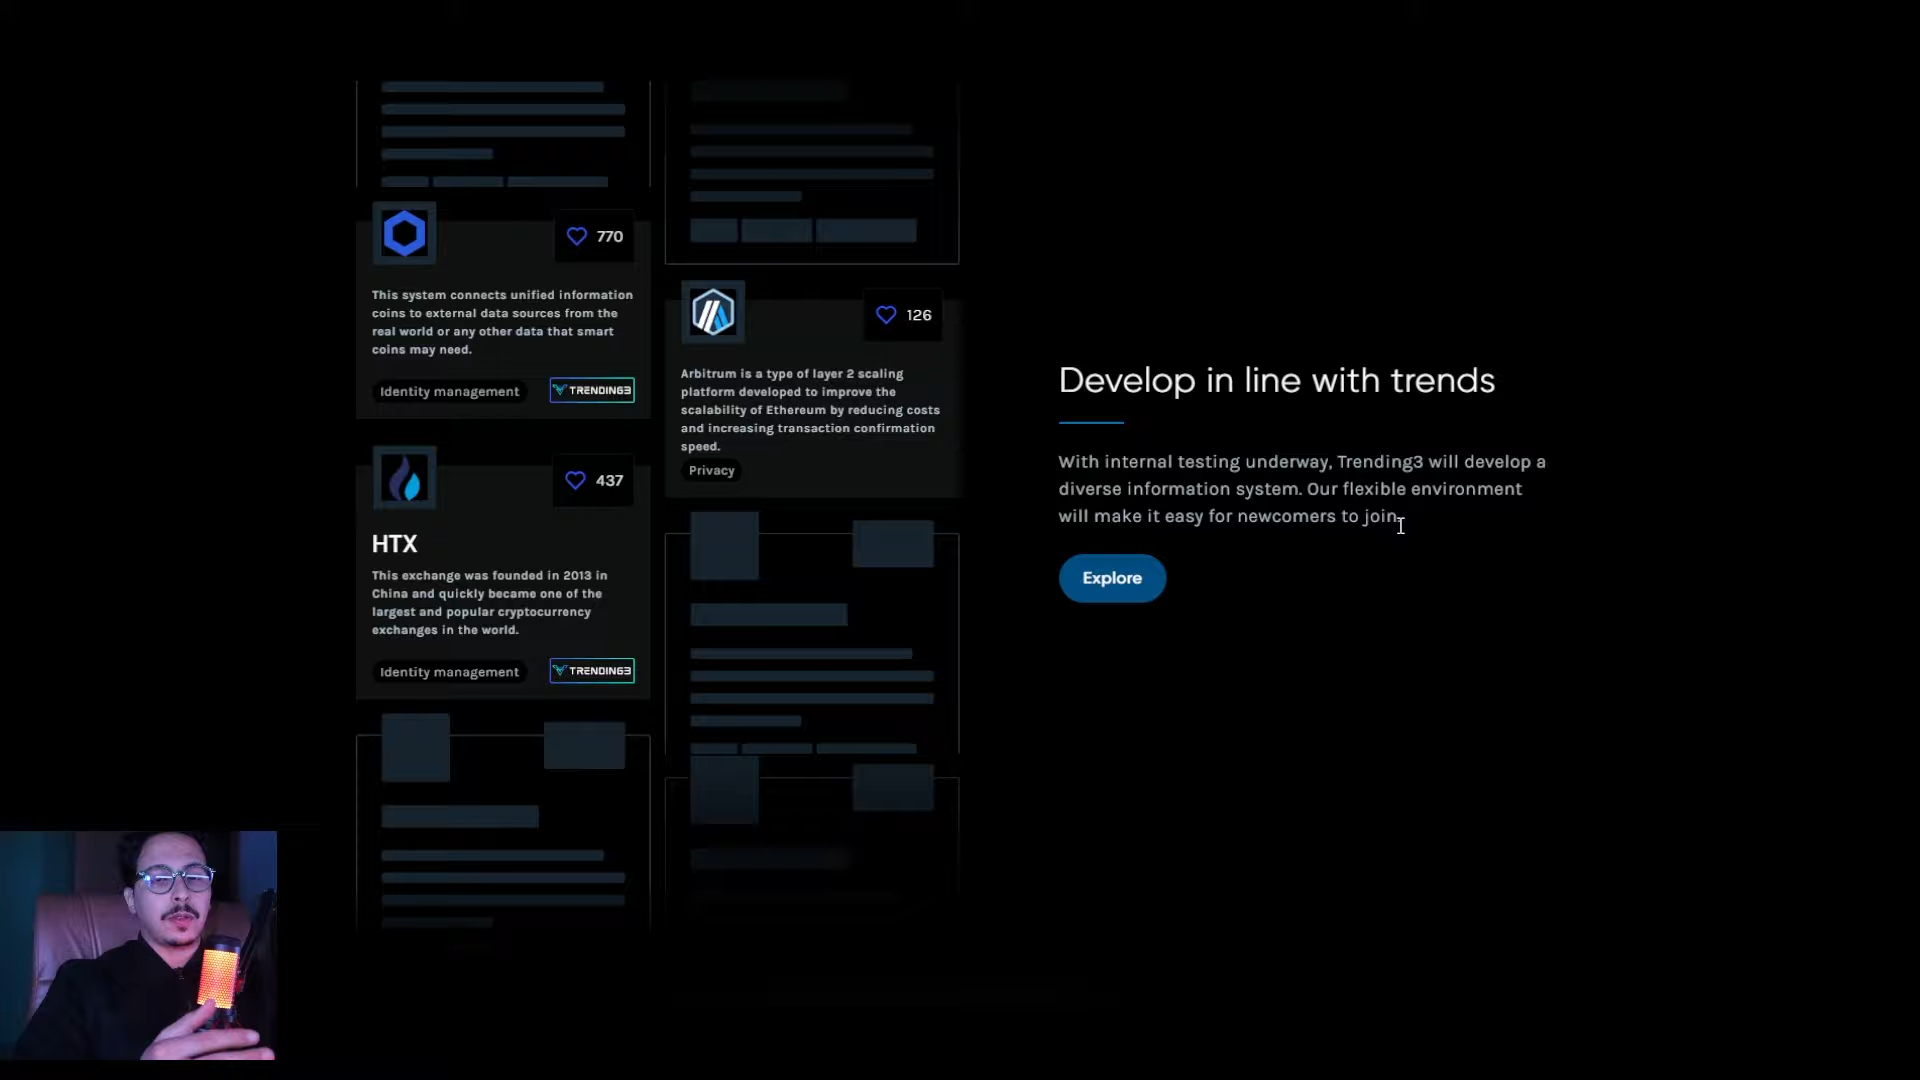 770
This system connects unified information
coins to external data sources from the
real world or any other data that smart
coins may need.
Identity management
TRENDING3
437
HTX
This exchange was founded in 2013 in
China and quickly became one of the
largest and popular cryptocurrency
exchanges in the world.
Identity management
TRENDING3
126
Arbitrum is a type of layer 2 scaling
platform developed to improve the
scalability of Ethereum by reducing costs
and increasing transaction confirmation
speed.
Privacy
Develop in line with trends
With internal testing underway, Trending3 will develop a
diverse information system. Our flexible environment
will make it easy for newcomers to join.
Explore